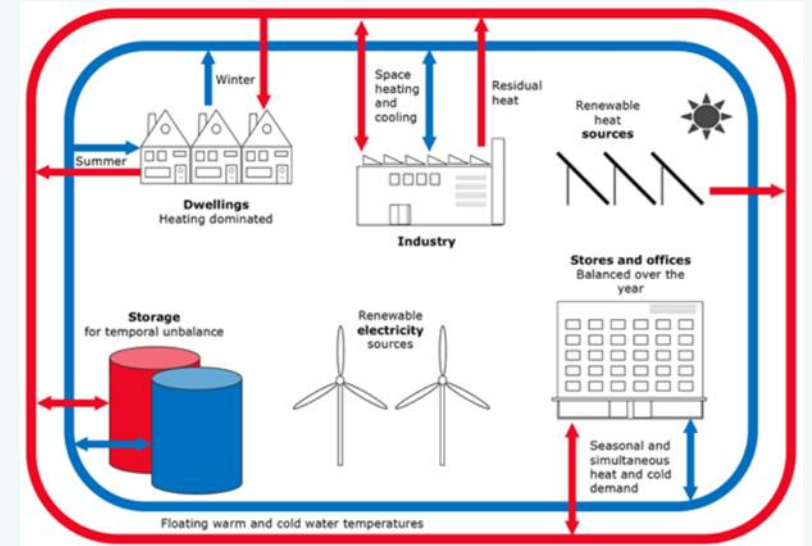 Winter
Summer
Dwellings
Heating dominated
Space
heating
and
cooling
Residual
heat
Industry
Renewable
heat
sources
Stores and offices
Balanced over the
year
Storage
for temporal unbalance
Renewable
electricity
sources
Seasonal and
simultaneous
heat and cold
demand
Floating warm and cold water temperatures